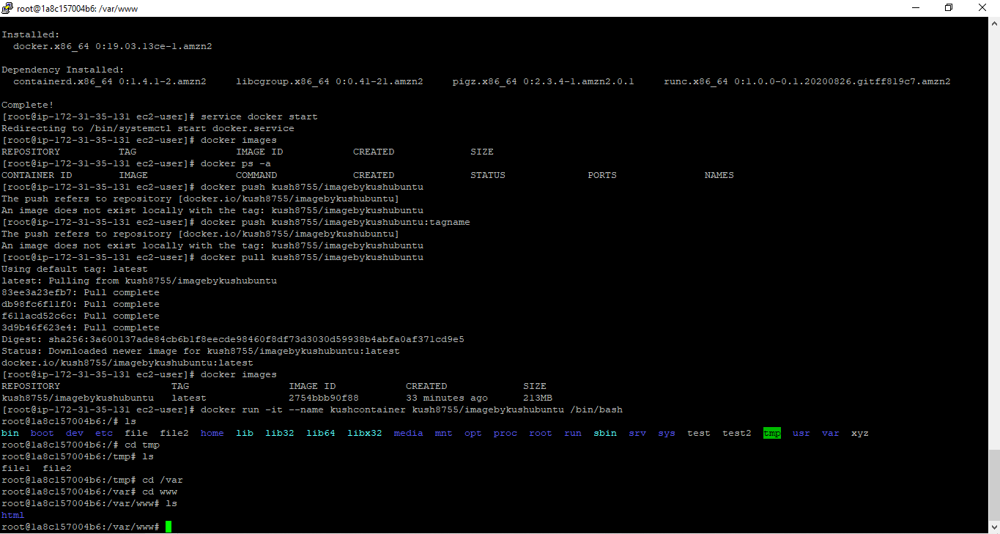 root@1a8c157004b6: /var/www
Installed:
  docker.x86_64 0:19.03.13ce-1.amzn2
Dependency Installed:
  containerd.x86_64 0:1.4.1-2.amzn2     libcgroup.x86_64 0:0.41-21.amzn2     pigz.x86_64 0:2.3.4-1.amzn2.0.1     runc.x86_64 0:1.0.0-0.1.20200826.gitff819c7.amzn2
Complete!
[root@ip-172-31-35-131 ec2-user]# service docker start
Redirecting to /bin/systemctl start docker.service
[root@ip-172-31-35-131 ec2-user]# docker images
REPOSITORY          TAG                 IMAGE ID            CREATED             SIZE
[root@ip-172-31-35-131 ec2-user]# docker ps -a
CONTAINER ID        IMAGE               COMMAND             CREATED             STATUS              PORTS               NAMES
[root@ip-172-31-35-131 ec2-user]# docker push kush8755/imagebykushubuntu
The push refers to repository [docker.io/kush8755/imagebykushubuntu]
An image does not exist locally with the tag: kush8755/imagebykushubuntu
[root@ip-172-31-35-131 ec2-user]# docker push kush8755/imagebykushubuntu:tagname
The push refers to repository [docker.io/kush8755/imagebykushubuntu]
An image does not exist locally with the tag: kush8755/imagebykushubuntu
[root@ip-172-31-35-131 ec2-user]# docker pull kush8755/imagebykushubuntu
Using default tag: latest
latest: Pulling from kush8755/imagebykushubuntu
83ee3a23efb7: Pull complete
db98fc6f11f0: Pull complete
f611acd52c6c: Pull complete
3d9b46f623e4: Pull complete
Digest: sha256:3a600137ade84cb6b1f8eecde98460f8df73d3030d59938b4abfa0af371cd9e5
Status: Downloaded newer image for kush8755/imagebykushubuntu:latest
docker.io/kush8755/imagebykushubuntu:latest
[root@ip-172-31-35-131 ec2-user]# docker images
REPOSITORY                   TAG                 IMAGE ID            CREATED             SIZE
kush8755/imagebykushubuntu   latest              2754bbb90f88        33 minutes ago      213MB
[root@ip-172-31-35-131 ec2-user]# docker run -it --name kushcontainer kush8755/imagebykushubuntu /bin/bash
root@1a8c157004b6:/# ls
bin  boot  dev  etc  file  file2  home  lib  lib32  lib64  libx32  media  mnt  opt  proc  root  run  sbin  srv  sys  test  test2  tmp  usr  var  xyz
root@1a8c157004b6:/# cd tmp
root@1a8c157004b6:/tmp# ls
file1  file2
root@1a8c157004b6:/tmp# cd /var
root@1a8c157004b6:/var# cd www
root@1a8c157004b6:/var/www# ls
html
root@1a8c157004b6:/var/www#